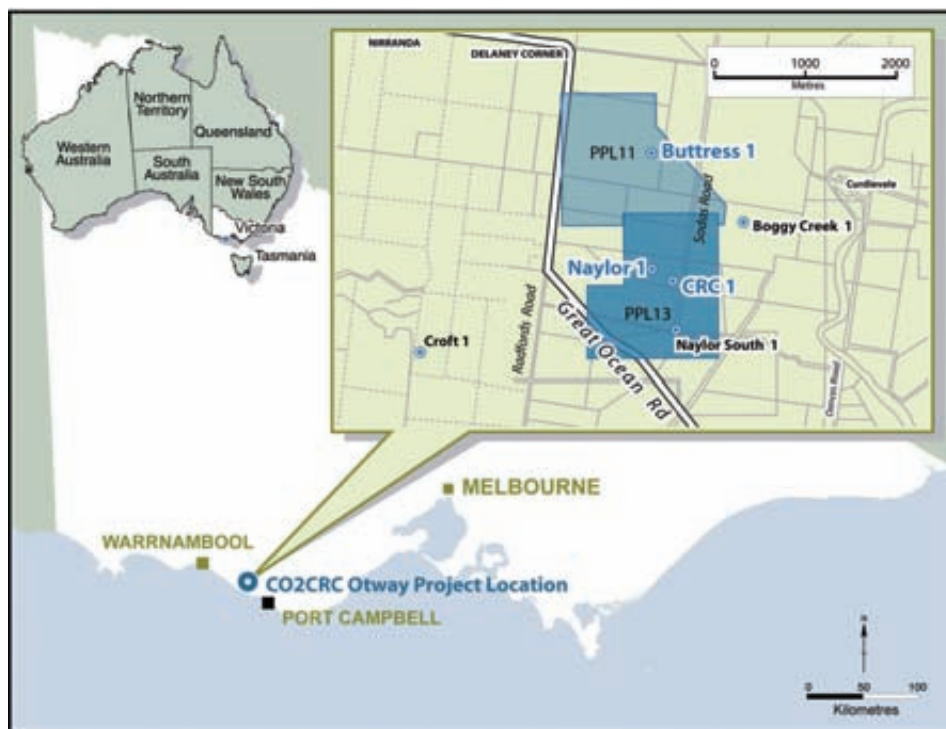 Northern
Territory
Western
Australia
Queensland
South
Australia
New South
Wales
Victoria
Tasmania
NIRRANDA
DELANEY CORNER
0 1000 2000
Metres
PPL11
Buttress 1
Curdievale
Sodas Road
Boggy Creek 1
Naylor 1
CRC 1
PPL13
Naylor South 1
Croft 1
Radfords Road
Great Ocean Rd
MELBOURNE
WARRNAMBOOL
CO2CRC Otway Project Location
PORT CAMPBELL
N
0 50 100
Kilometres